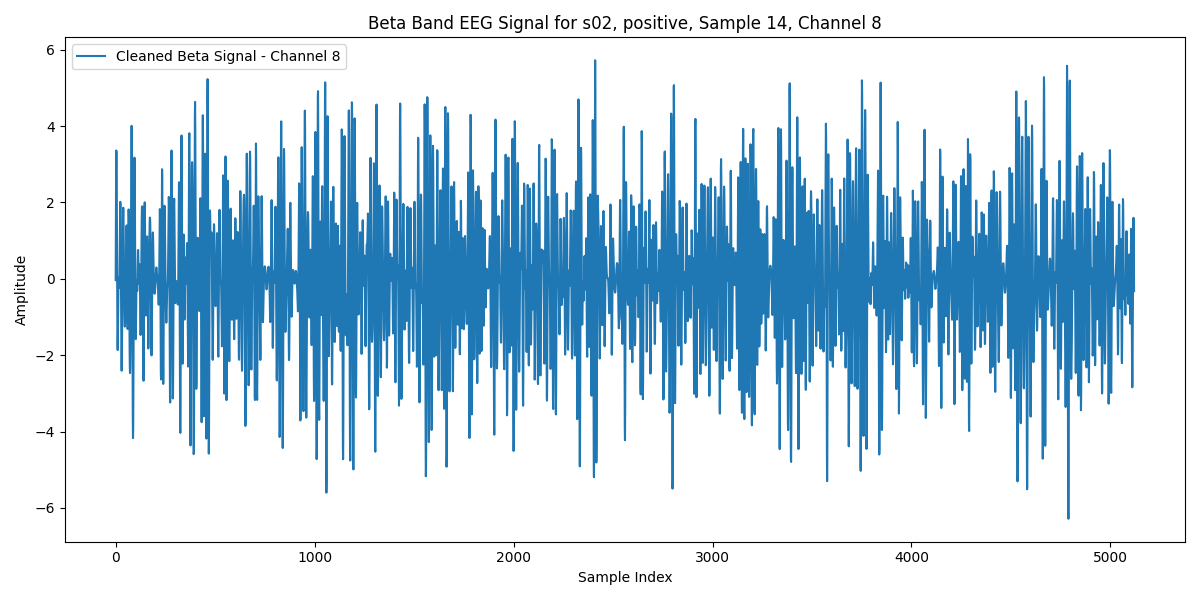 Beta Band EEG Signal for s02, positive, Sample 14, Channel 8
Cleaned Beta Signal - Channel 8
6
4
2
0
−2
−4
−6
Amplitude
0 1000 2000 3000 4000 5000
Sample Index